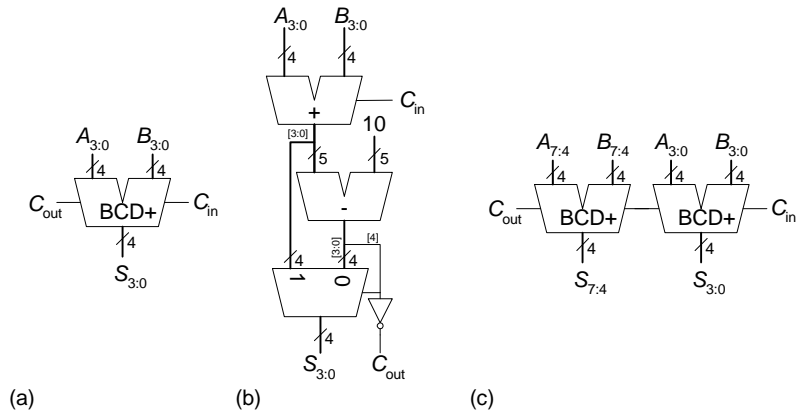 A3:0 B3:0
4 4
Cout BCD+ Cin
4
S3:0
(a)
A3:0 B3:0
4 4
Cin
+
[3:0] 10
5 5
-
[3:0] [4]
4 4
1 0
4
S3:0 Cout
(b)
A7:4 B7:4 A3:0 B3:0
4 4 4 4
Cout BCD+ BCD+ Cin
4 4
S7:4 S3:0
(c)